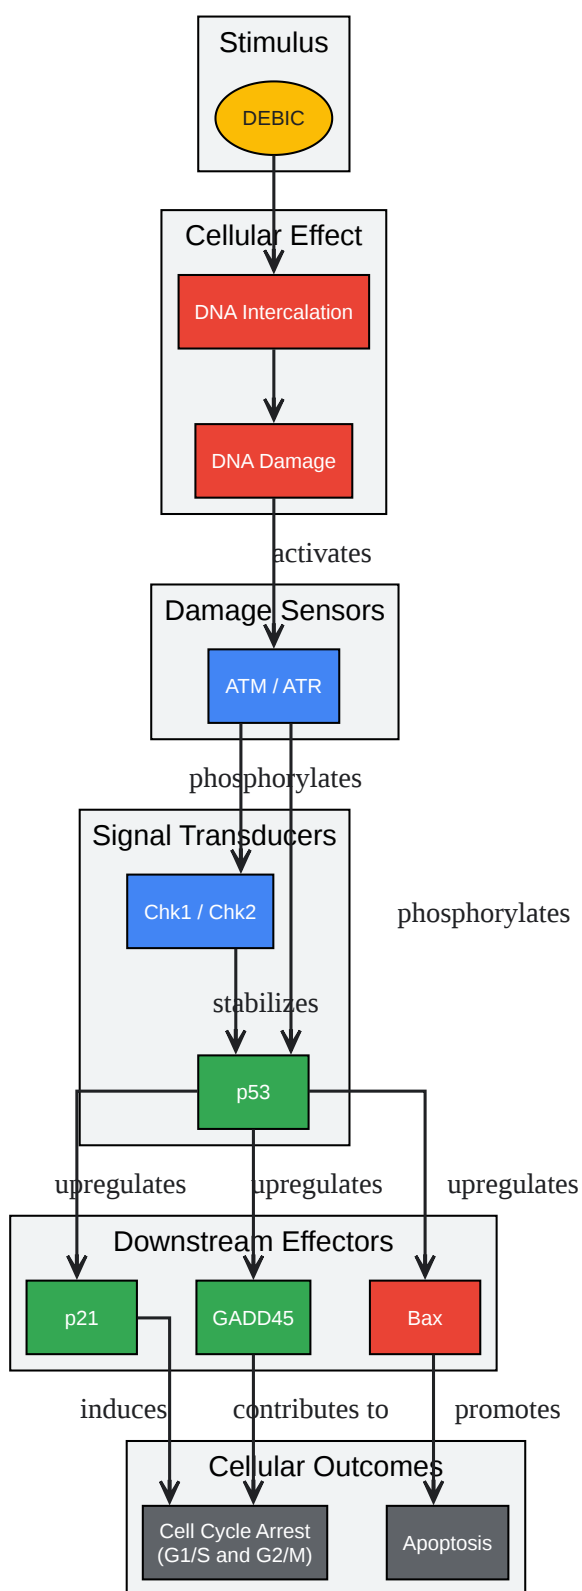 Stimulus
DEBIC
Cellular Effect
DNA Intercalation
DNA Damage
activates
Damage Sensors
ATM / ATR
phosphorylates
Signal Transducers
Chk1 / Chk2
phosphorylates
stabilizes
p53
upregulates
upregulates
upregulates
Downstream Effectors
p21
GADD45
Bax
induces
contributes to
promotes
Cellular Outcomes
Cell Cycle Arrest
(G1/S and G2/M)
Apoptosis